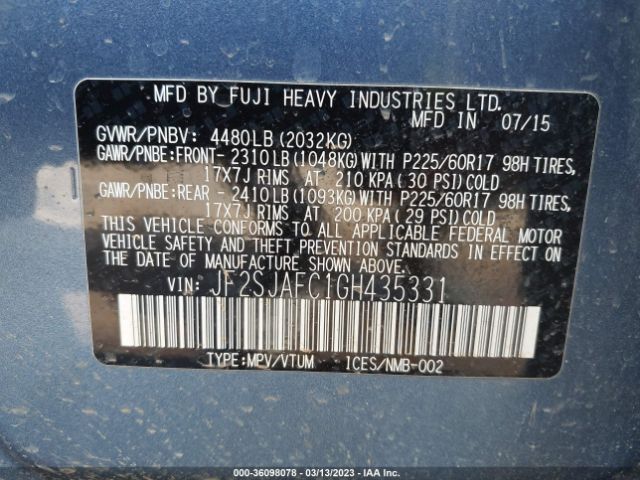 MFD BY FUJI HEAVY INDUSTRIES LTD.
MFD IN 07/15
GVWR/PNBV: 4480LB (2032KG)
GAWR/PNBE:FRONT- 2310LB(1048KG)WITH P225/60R17 98H TIRES,
17X7J RIMS AT 210 KPA( 30 PSI)COLD
GAWR/PNBE:REAR - 2410LB(1093KG)WITH P225/60R17 98H TIRES,
17X7J RIMS AT 200 KPA( 29 PSI)COLD
THIS VEHICLE CONFORMS TO ALL APPLICABLE FEDERAL MOTOR
VEHICLE SAFETY AND THEFT PREVENTION STANDARDS IN EFFECT
ON THE DATE OF MANUFACTURE SHOWN ABOVE.
VIN: JF2SJAEC1GH435331
TYPE:MPV/VTUM ICES/NMB-002
000-36098078 - 03/13/2023 - IAA Inc.